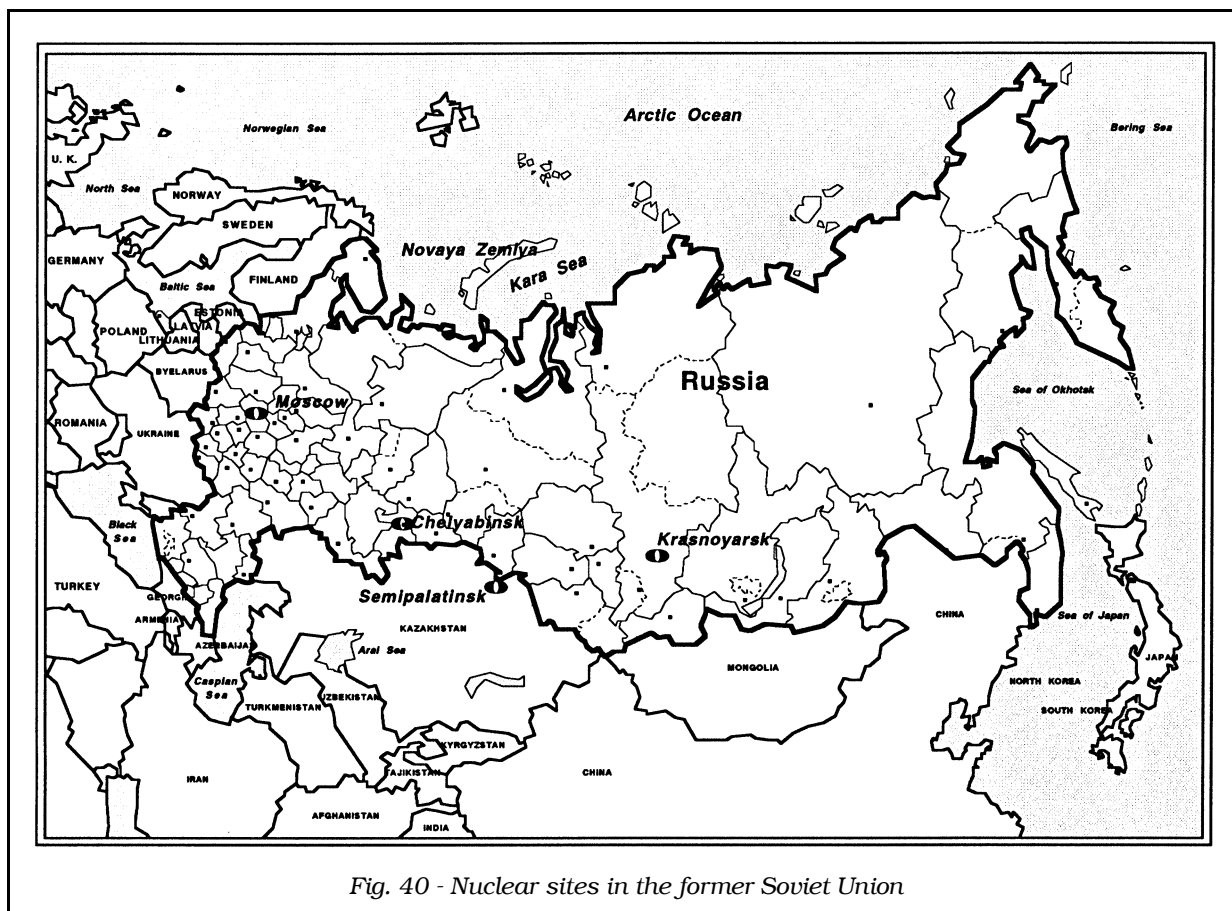 Arctic Ocean
Norwegian Sea
Bering Sea
U. K.
North Sea
NORWAY
SWEDEN
Novaya Zemlya
GERMANY
Kara Sea
FINLAND
Baltic Sea
ESTONIA
LATVIA
POLAND
LITHUANIA
BYELARUS
Russia
Sea of Okhotsk
Moscow
ROMANIA
UKRAINE
Black
Sea
Chelyabinsk
Krasnoyarsk
TURKEY
Semipalatinsk
GEORGIA
ARMENIA
KAZAKHSTAN
CHINA
Sea of Japan
AZERBAIJAN
Aral Sea
JAPAN
MONGOLIA
Caspian
Sea
NORTH KOREA
UZBEKISTAN
TURKMENISTAN
SOUTH KOREA
KYRGYZSTAN
TAJIKISTAN
CHINA
IRAN
AFGHANISTAN
INDIA
Fig. 40 - Nuclear sites in the former Soviet Union